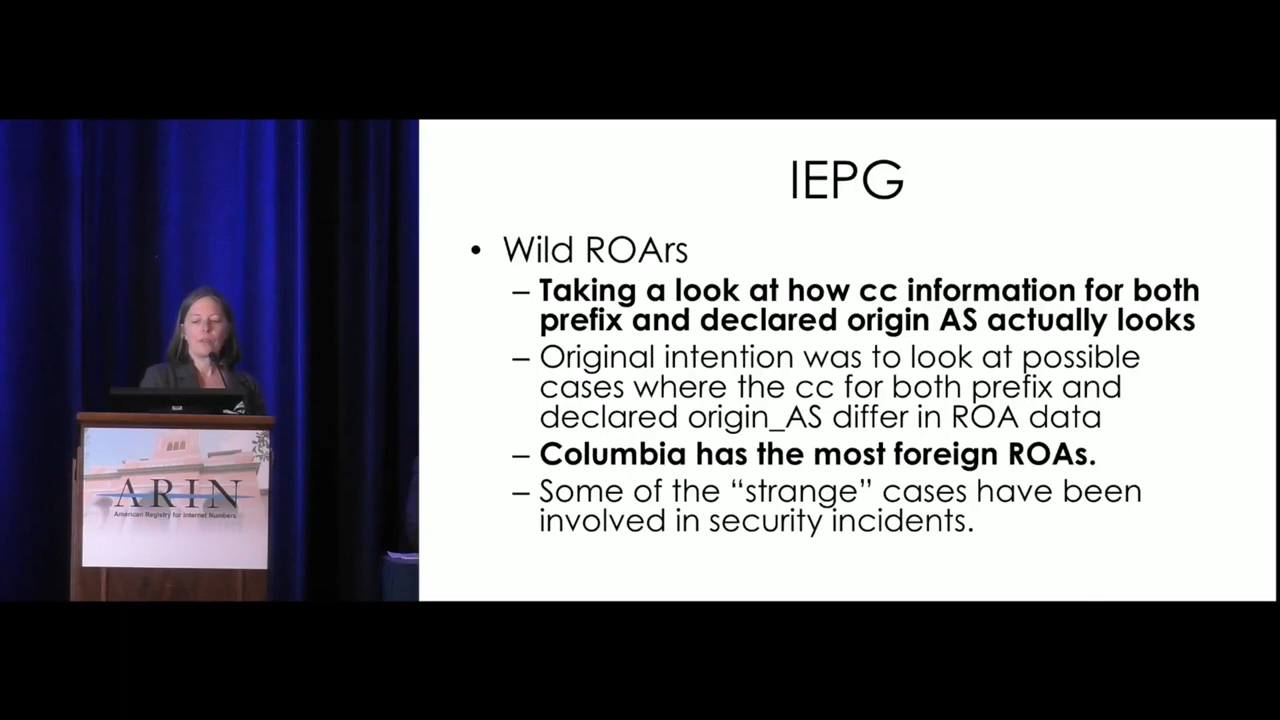 IEPG
• Wild ROArs
– Taking a look at how cc information for both
prefix and declared origin AS actually looks
– Original intention was to look at possible
cases where the cc for both prefix and
declared origin_AS differ in ROA data
– Columbia has the most foreign ROAs.
– Some of the “strange” cases have been
involved in security incidents.
ARIN
American Registry for Internet Numbers